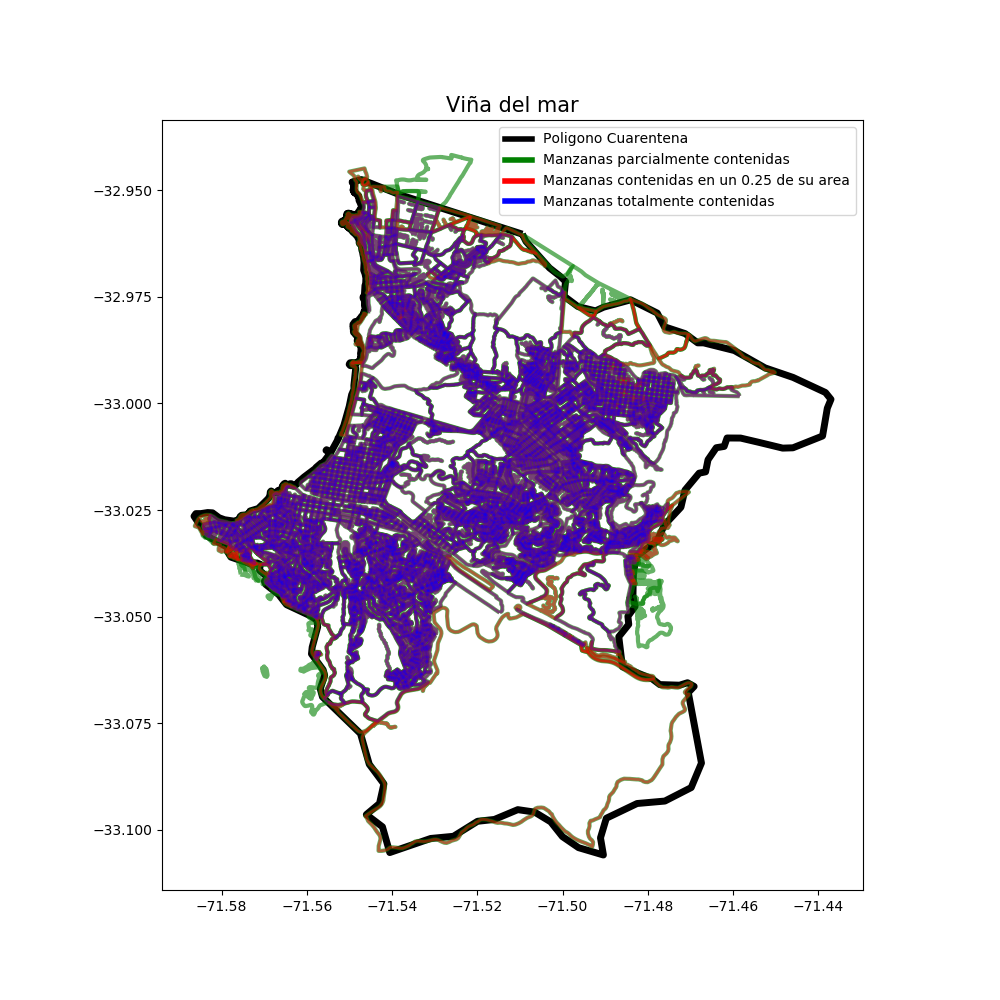 Viña del mar
Poligono Cuarentena
Manzanas parcialmente contenidas
Manzanas contenidas en un 0.25 de su area
Manzanas totalmente contenidas
−32.950
−32.975
−33.000
−33.025
−33.050
−33.075
−33.100
−71.58 −71.56 −71.54 −71.52 −71.50 −71.48 −71.46 −71.44